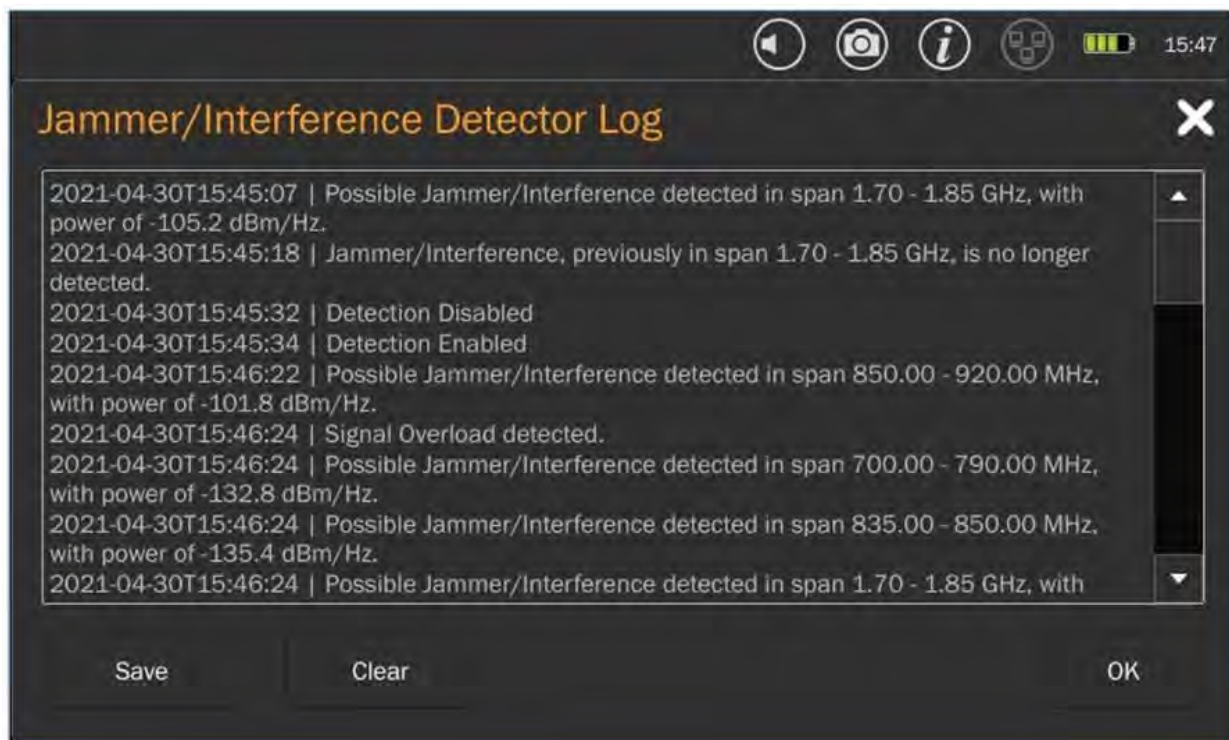 15:47
Jammer/Interference Detector Log
2021-04-30T15:45:07 | Possible Jammer/Interference detected in span 1.70 - 1.85 GHz, with
power of -105.2 dBm/Hz.
2021-04-30T15:45:18 | Jammer/Interference, previously in span 1.70 - 1.85 GHz, is no longer
detected.
2021-04-30T15:45:32 | Detection Disabled
2021-04-30T15:45:34 | Detection Enabled
2021-04-30T15:46:22 | Possible Jammer/Interference detected in span 850.00 - 920.00 MHz,
with power of -101.8 dBm/Hz.
2021-04-30T15:46:24 | Signal Overload detected.
2021-04-30T15:46:24 | Possible Jammer/Interference detected in span 700.00 - 790.00 MHz,
with power of -132.8 dBm/Hz.
2021-04-30T15:46:24 | Possible Jammer/Interference detected in span 835.00 - 850.00 MHz,
with power of -135.4 dBm/Hz.
2021-04-30T15:46:24 | Possible Jammer/Interference detected in span 1.70 - 1.85 GHz, with
Save Clear OK